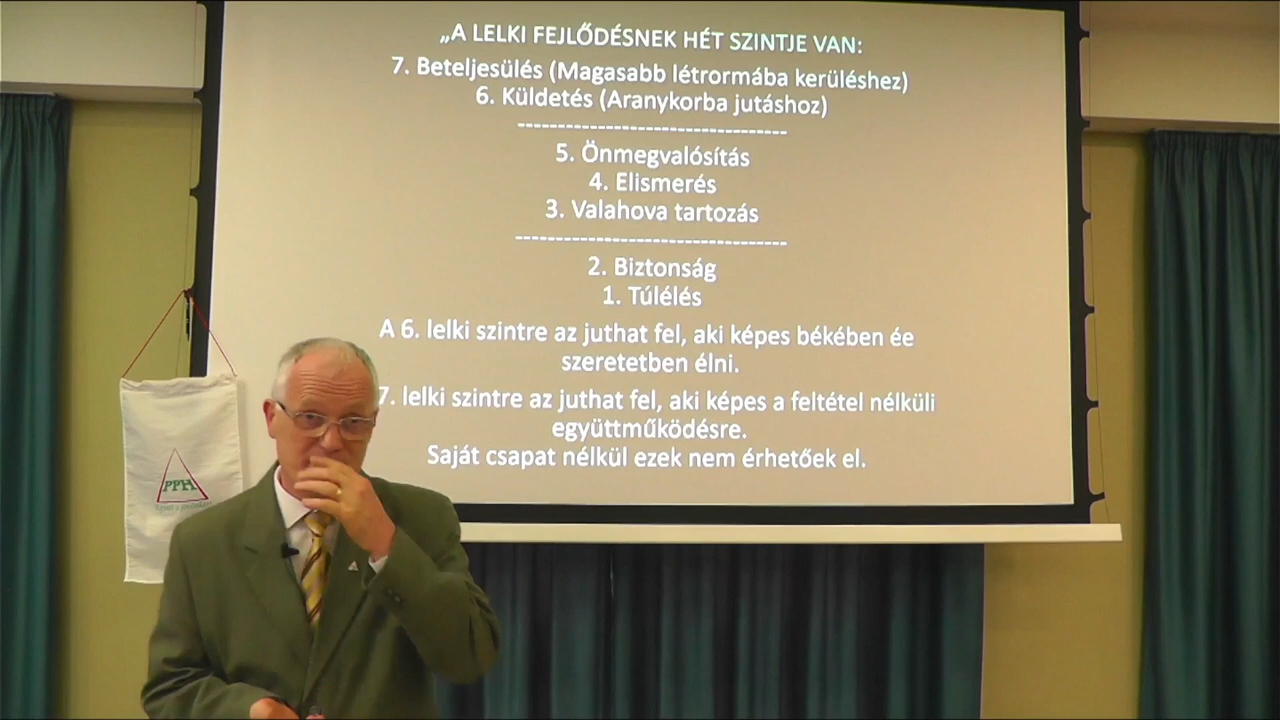 „A LELKI FEJLŐDÉSNEK HÉT SZINTJE VAN:
7. Beteljesülés (Magasabb létrormába kerüléshez)
6. Küldetés (Aranykorba jutáshoz)
---------------------------------
5. Önmegvalósítás
4. Elismerés
3. Valahova tartozás
---------------------------------
2. Biztonság
1. Túlélés
A 6. lelki szintre az juthat fel, aki képes békében ée
szeretetben élni.
7. lelki szintre az juthat fel, aki képes a feltétel nélküli
együttműködésre.
Saját csapat nélkül ezek nem érhetőek el.
PPH